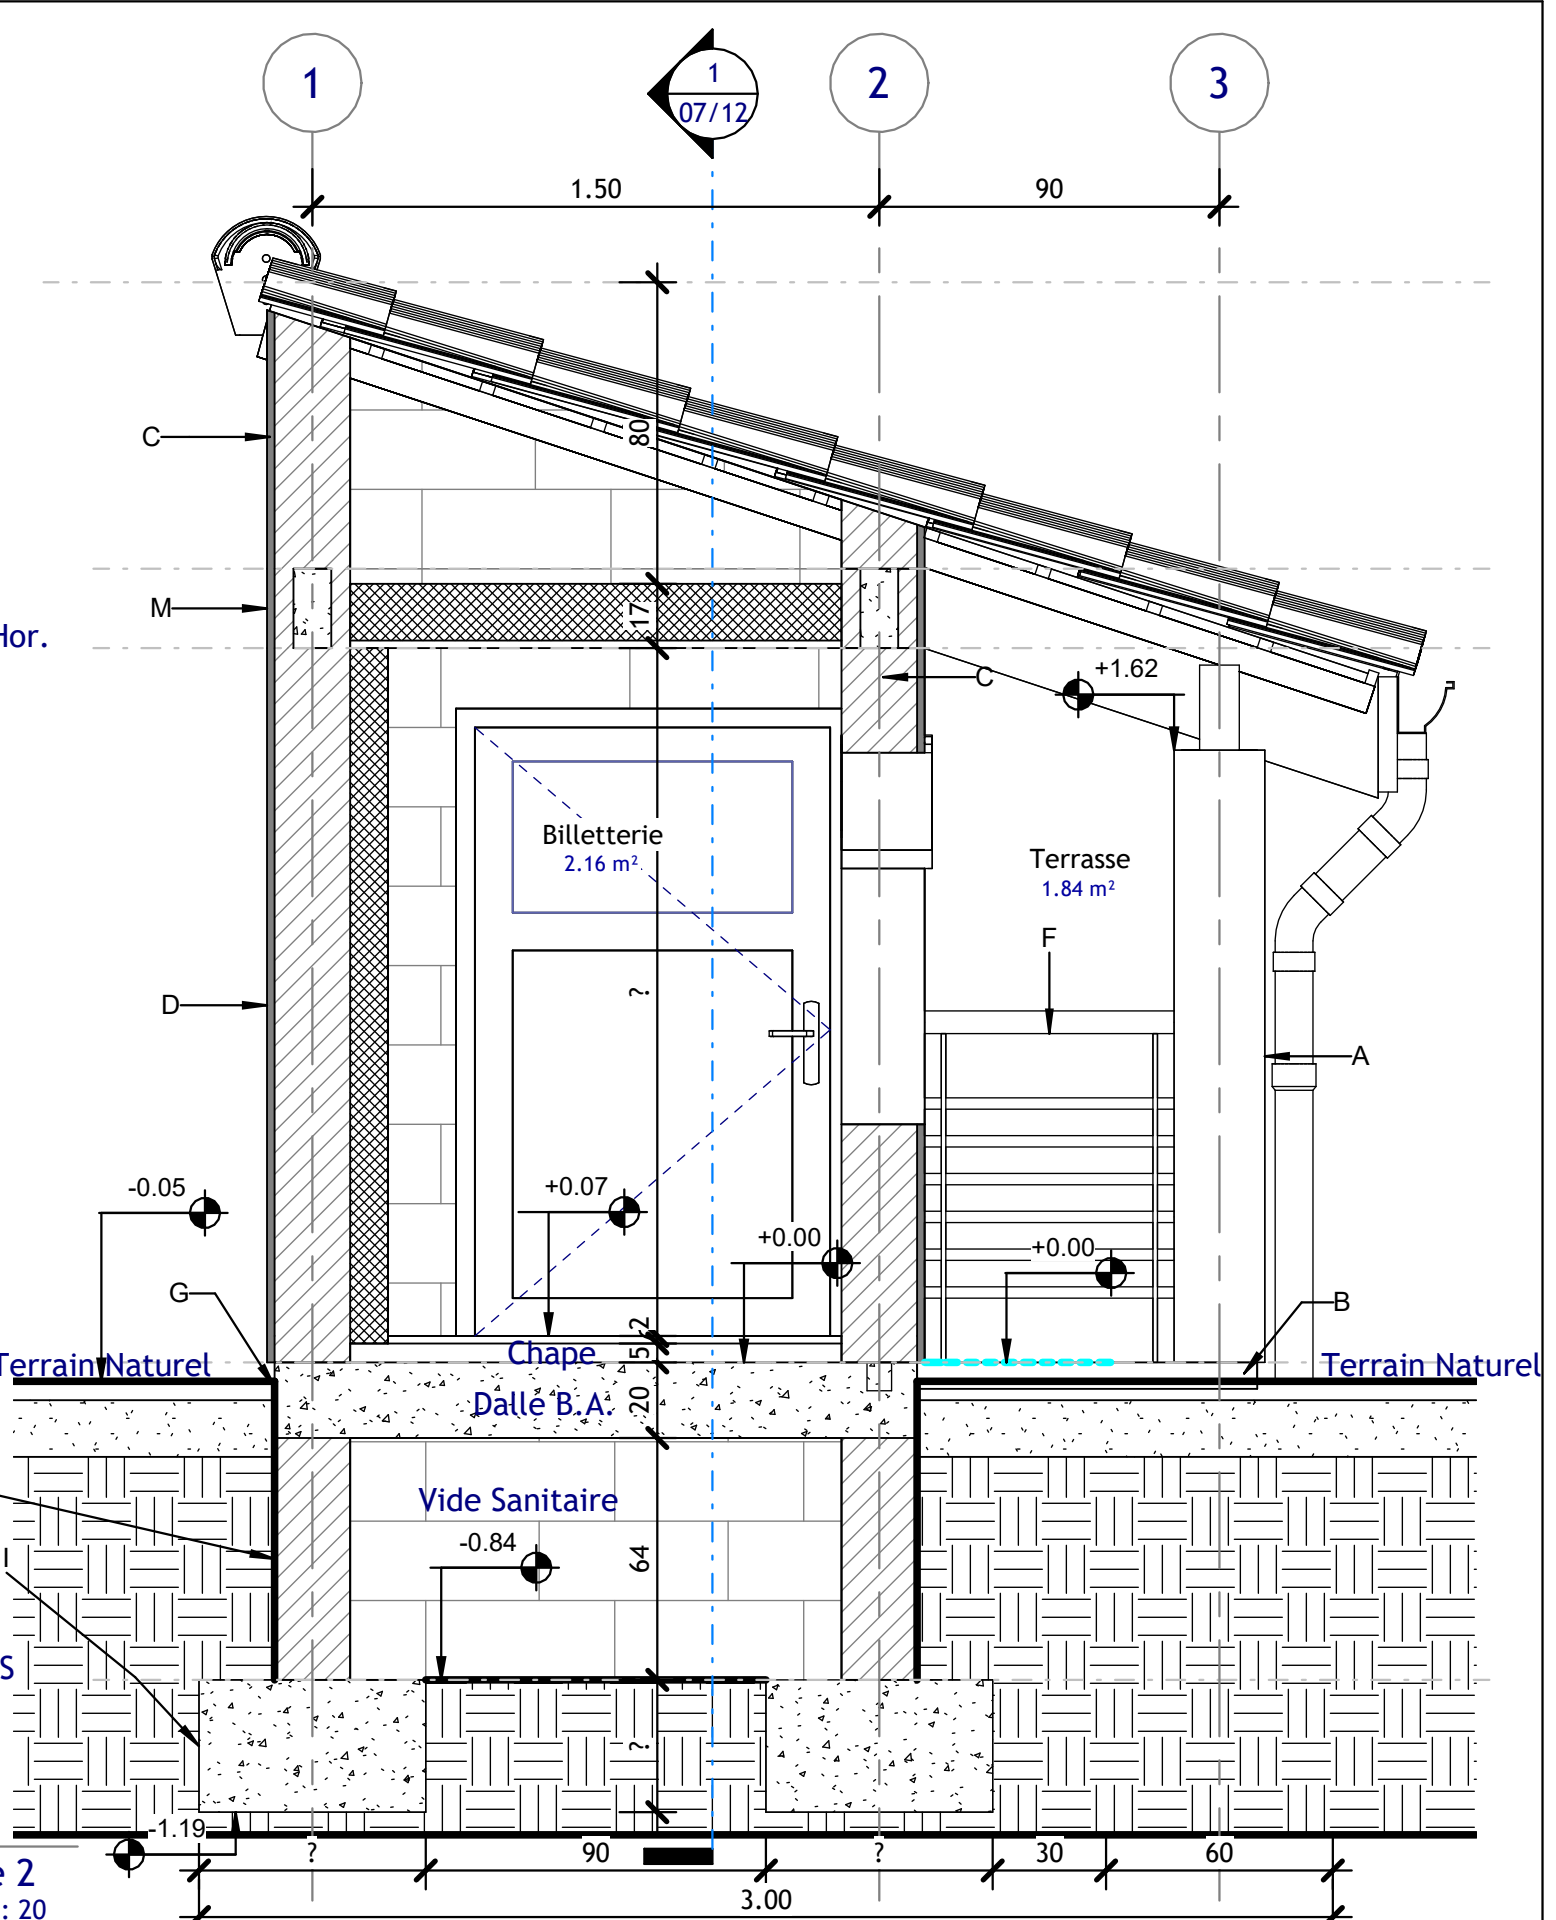 1
1
07/12
2
3
1.50
90
80
C
M
17
Hor.
C
+1.62
Billetterie
2.16 m²
Terrasse
1.84 m²
F
?
D
A
-0.05
+0.07
+0.00
+0.00
G
B
2
5
Terrain Naturel
Chape
Terrain Naturel
Dalle B.A.
20
Vide Sanitaire
-0.84
64
I
S
?
-1.19
?
90
?
30
60
2
: 20
3.00